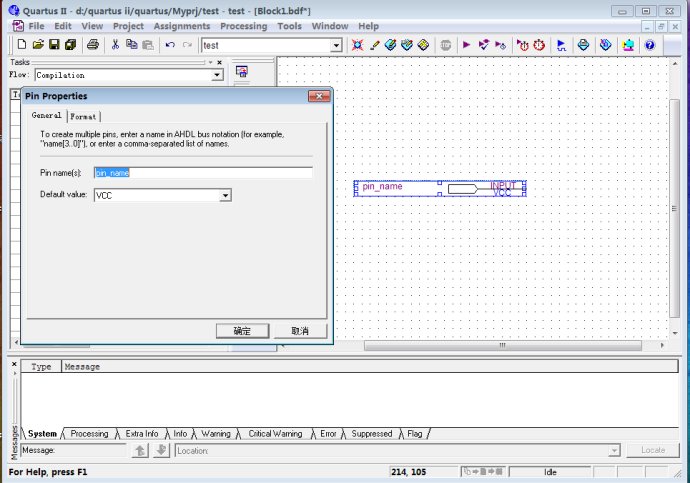 Quartus II - d:/quartus ii/quartus/Myprj/test - test - [Block1.bdf*]
File Edit View Project Assignments Processing Tools Window Help
test
Tasks
Flow: Compilation
Pin Properties
General Format
To create multiple pins, enter a name in AHDL bus notation (for example,
"name[3..0]"), or enter a comma-separated list of names.
Pin name(s): pin_name
Default value: VCC
确定 取消
pin_name INPUT
VCC
Type Message
System Processing Extra Info Info Warning Critical Warning Error Suppressed Flag
Messages
Message: Location: Locate
For Help, press F1 214, 105 Idle